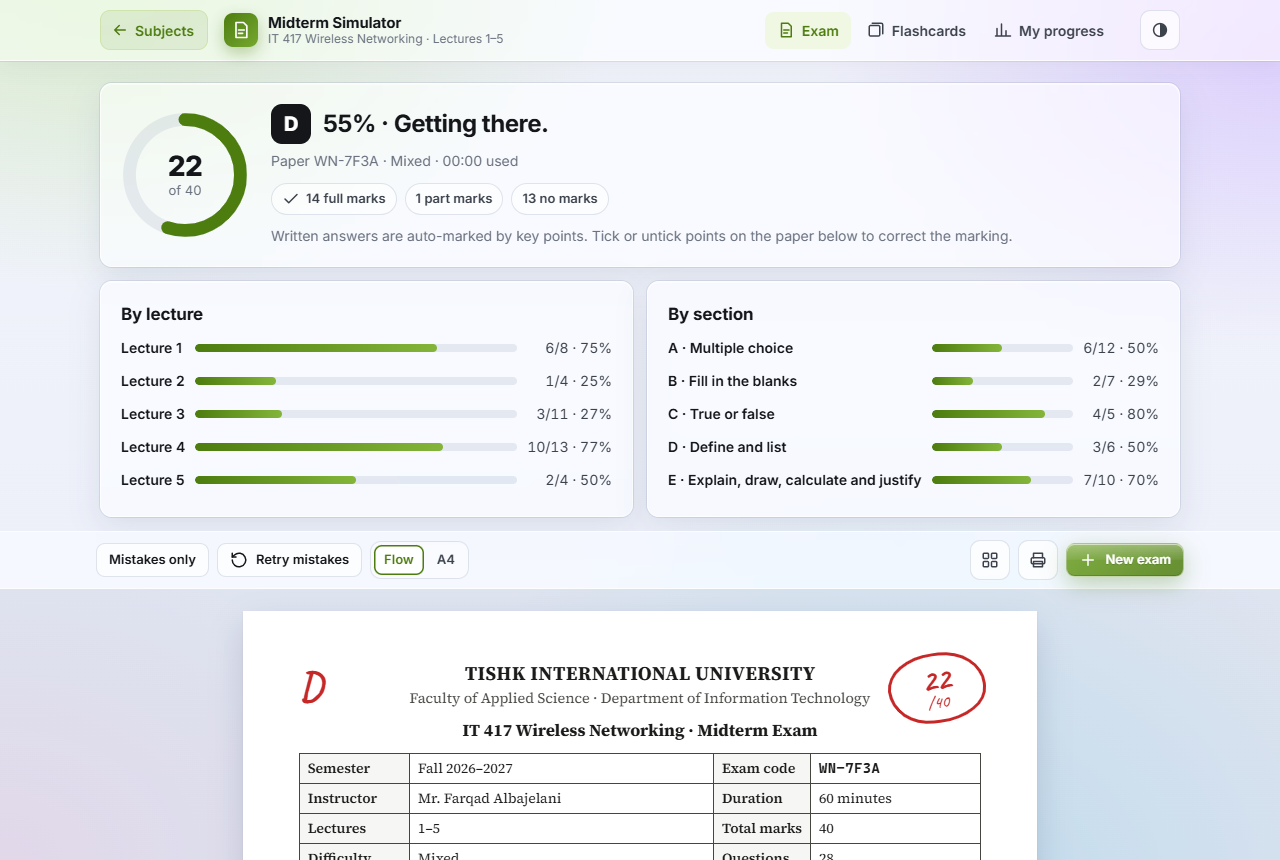 Subjects
Midterm Simulator
IT 417 Wireless Networking · Lectures 1–5
Exam
Flashcards
My progress
22
of 40
D
55% · Getting there.
Paper WN-7F3A · Mixed · 00:00 used
14 full marks
1 part marks
13 no marks
Written answers are auto-marked by key points. Tick or untick points on the paper below to correct the marking.
By lecture
Lecture 1 6/8 · 75%
Lecture 2 1/4 · 25%
Lecture 3 3/11 · 27%
Lecture 4 10/13 · 77%
Lecture 5 2/4 · 50%
By section
A · Multiple choice 6/12 · 50%
B · Fill in the blanks 2/7 · 29%
C · True or false 4/5 · 80%
D · Define and list 3/6 · 50%
E · Explain, draw, calculate and justify 7/10 · 70%
Mistakes only
Retry mistakes
Flow
A4
New exam
D
TISHK INTERNATIONAL UNIVERSITY
Faculty of Applied Science · Department of Information Technology
IT 417 Wireless Networking · Midterm Exam
22
/40
Semester Fall 2026–2027 Exam code WN-7F3A
Instructor Mr. Farqad Albajelani Duration 60 minutes
Lectures 1–5 Total marks 40
Difficulty Mixed Questions 28